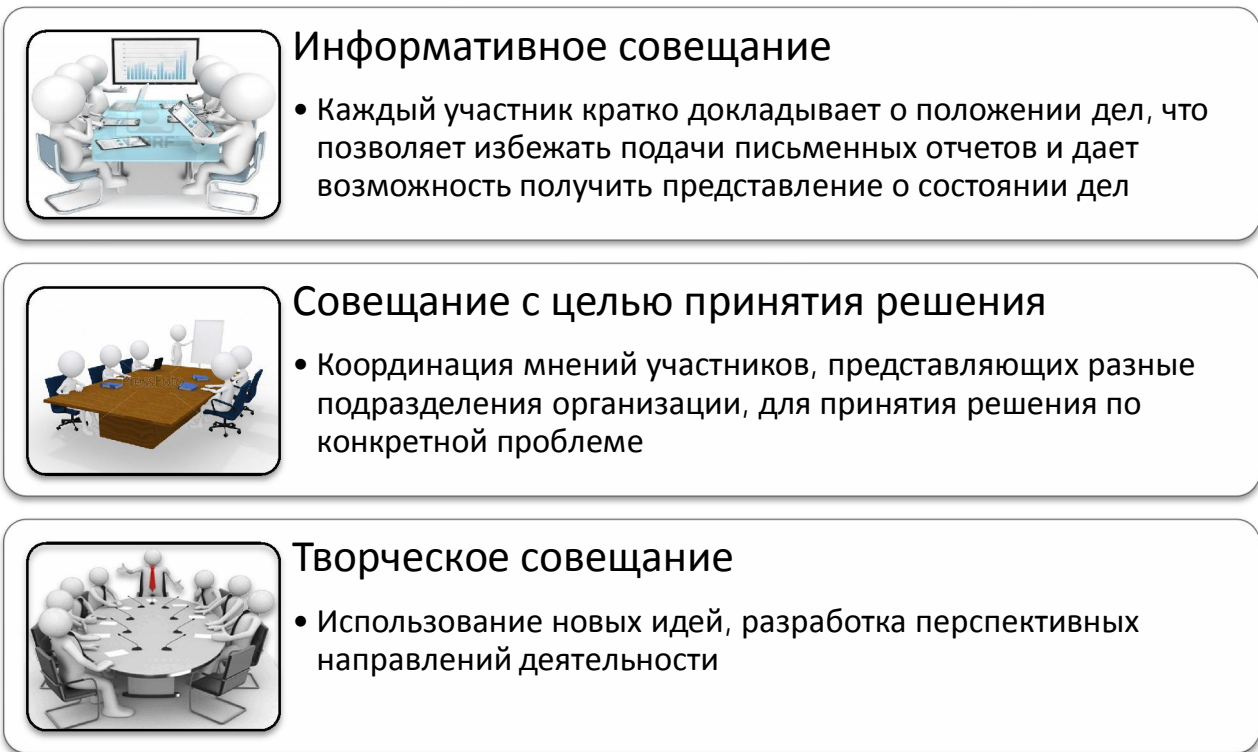 Информативное совещание
• Каждый участник кратко докладывает о положении дел, что
позволяет избежать подачи письменных отчетов и дает
возможность получить представление о состоянии дел
Совещание с целью принятия решения
• Координация мнений участников, представляющих разные
подразделения организации, для принятия решения по
конкретной проблеме
Творческое совещание
• Использование новых идей, разработка перспективных
направлений деятельности